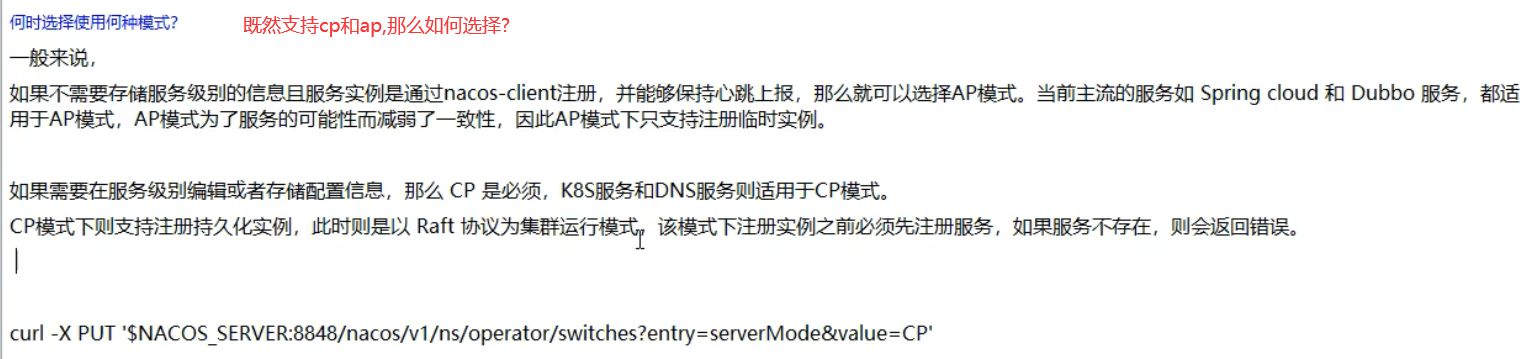 何时选择使用何种模式? 既然支持cp和ap,那么如何选择?
一般来说，
如果不需要存储服务级别的信息且服务实例是通过nacos-client注册，并能够保持心跳上报，那么就可以选择AP模式。当前主流的服务如 Spring cloud 和 Dubbo 服务，都适
用于AP模式，AP模式为了服务的可能性而减弱了一致性，因此AP模式下只支持注册临时实例。
如果需要在服务级别编辑或者存储配置信息，那么 CP 是必须，K8S服务和DNS服务则适用于CP模式。
CP模式下则支持注册持久化实例，此时则是以 Raft 协议为集群运行模式，该模式下注册实例之前必须先注册服务，如果服务不存在，则会返回错误。
curl -X PUT '$NACOS_SERVER:8848/nacos/v1/ns/operator/switches?entry=serverMode&value=CP'